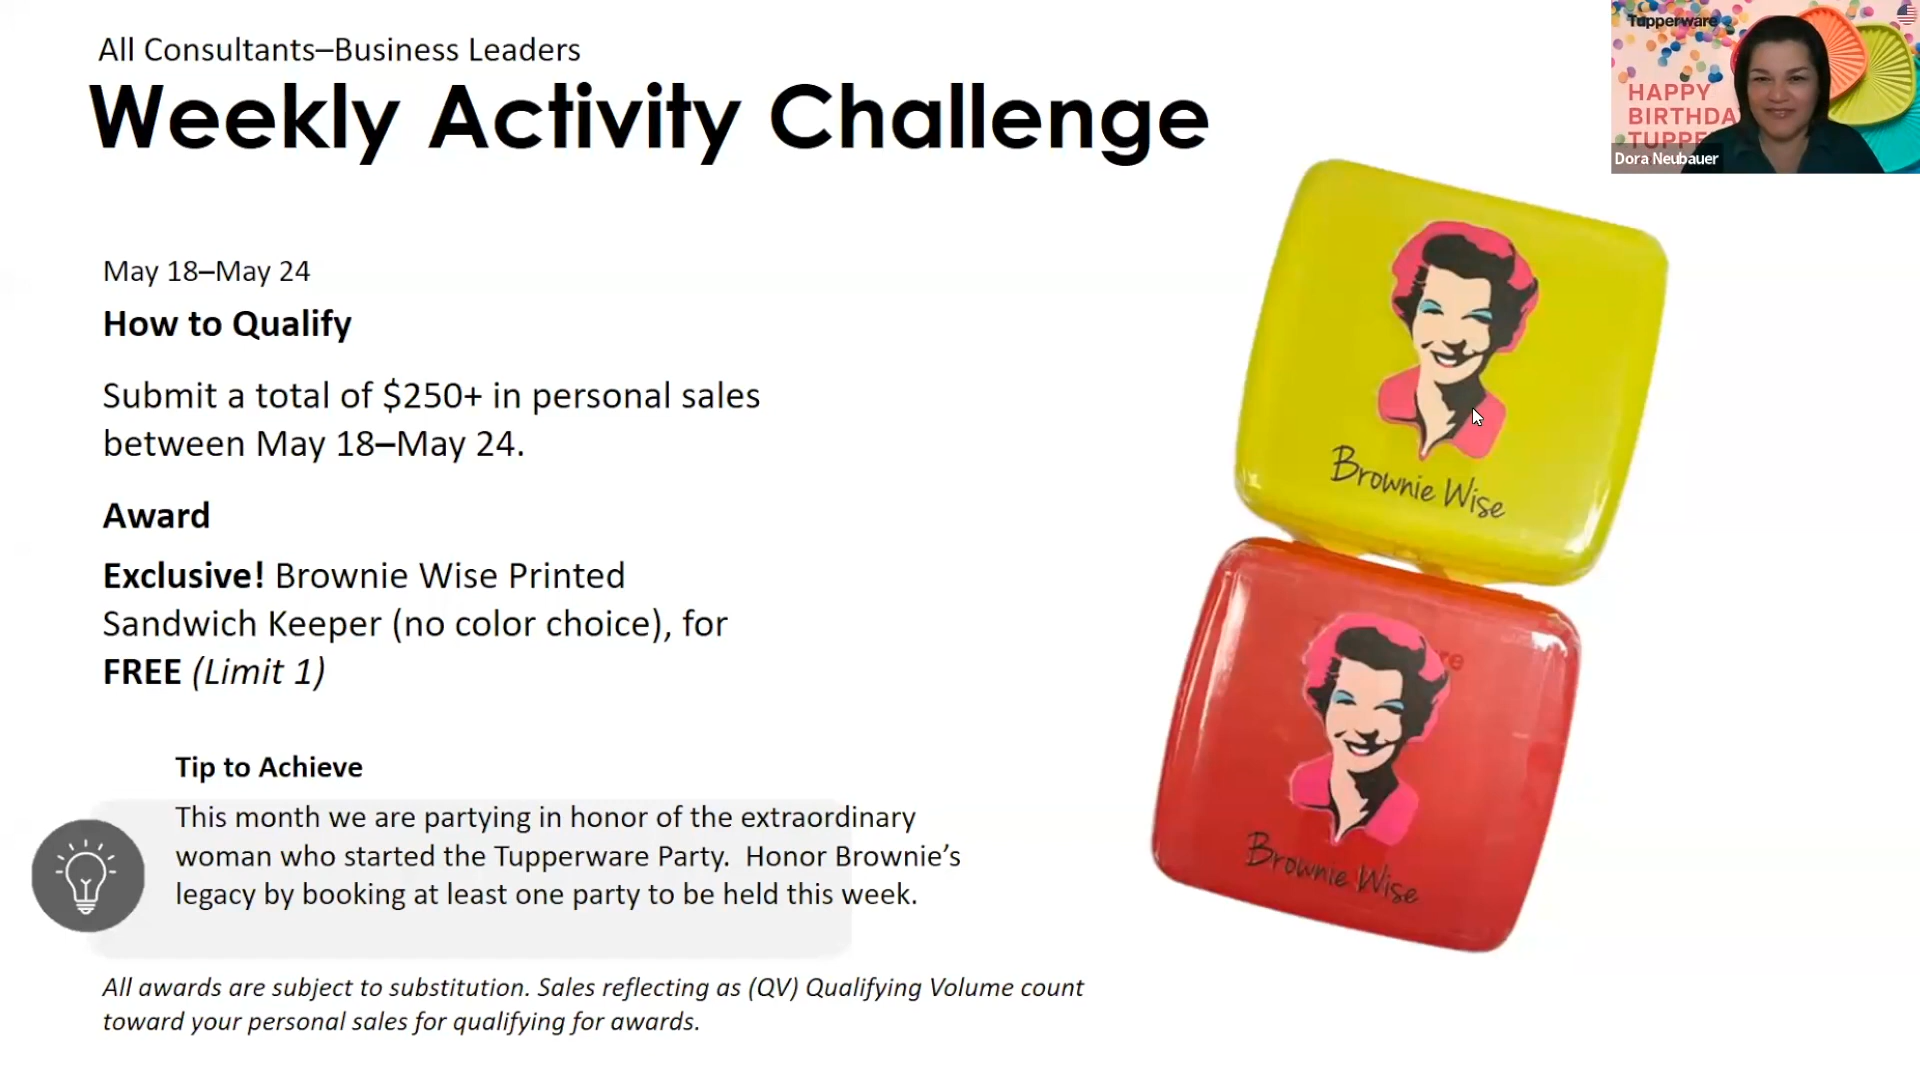 All Consultants–Business Leaders
Weekly Activity Challenge
May 18–May 24
How to Qualify
Submit a total of $250+ in personal sales
between May 18–May 24.
Award
Exclusive! Brownie Wise Printed
Sandwich Keeper (no color choice), for
FREE (Limit 1)
Tip to Achieve
This month we are partying in honor of the extraordinary
woman who started the Tupperware Party.  Honor Brownie’s
legacy by booking at least one party to be held this week.
All awards are subject to substitution. Sales reflecting as (QV) Qualifying Volume count
toward your personal sales for qualifying for awards.
Tupperware
HAPPY
BIRTHDA
TUPPE
Dora Neubauer
Brownie Wise
re
Brownie Wise